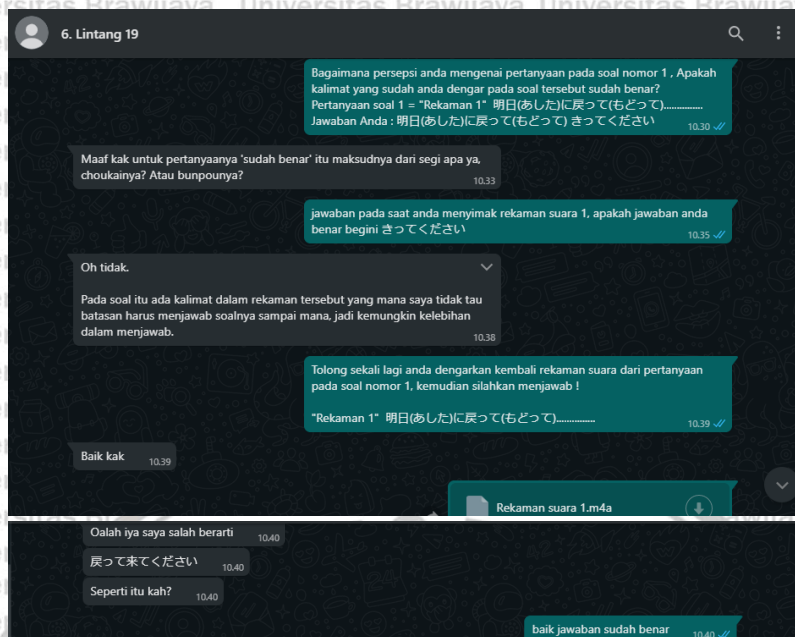 Universitas Brawijaya Universitas Brawijaya Universitas Brawijaya
6. Lintang 19
Bagaimana persepsi anda mengenai pertanyaan pada soal nomor 1 , Apakah
kalimat yang sudah anda dengar pada soal tersebut sudah benar?
Pertanyaan soal 1 = "Rekaman 1" 明日(あした)に戻って(もどって)...............
Jawaban Anda : 明日(あした)に戻って(もどって) きってください
10.30
Maaf kak untuk pertanyaanya 'sudah benar' itu maksudnya dari segi apa ya,
choukainya? Atau bunpounya?
10.33
jawaban pada saat anda menyimak rekaman suara 1, apakah jawaban anda
benar begini きってください
10.35
Oh tidak.
Pada soal itu ada kalimat dalam rekaman tersebut yang mana saya tidak tau
batasan harus menjawab soalnya sampai mana, jadi kemungkin kelebihan
dalam menjawab.
10.38
Tolong sekali lagi anda dengarkan kembali rekaman suara dari pertanyaan
pada soal nomor 1, kemudian silahkan menjawab !
"Rekaman 1" 明日(あした)に戻って(もどって)...............
10.39
Baik kak 10.39
Rekaman suara 1.m4a
Oalah iya saya salah berarti 10.40
戻って来てください 10.40
Seperti itu kah? 10.40
baik jawaban sudah benar 10.40